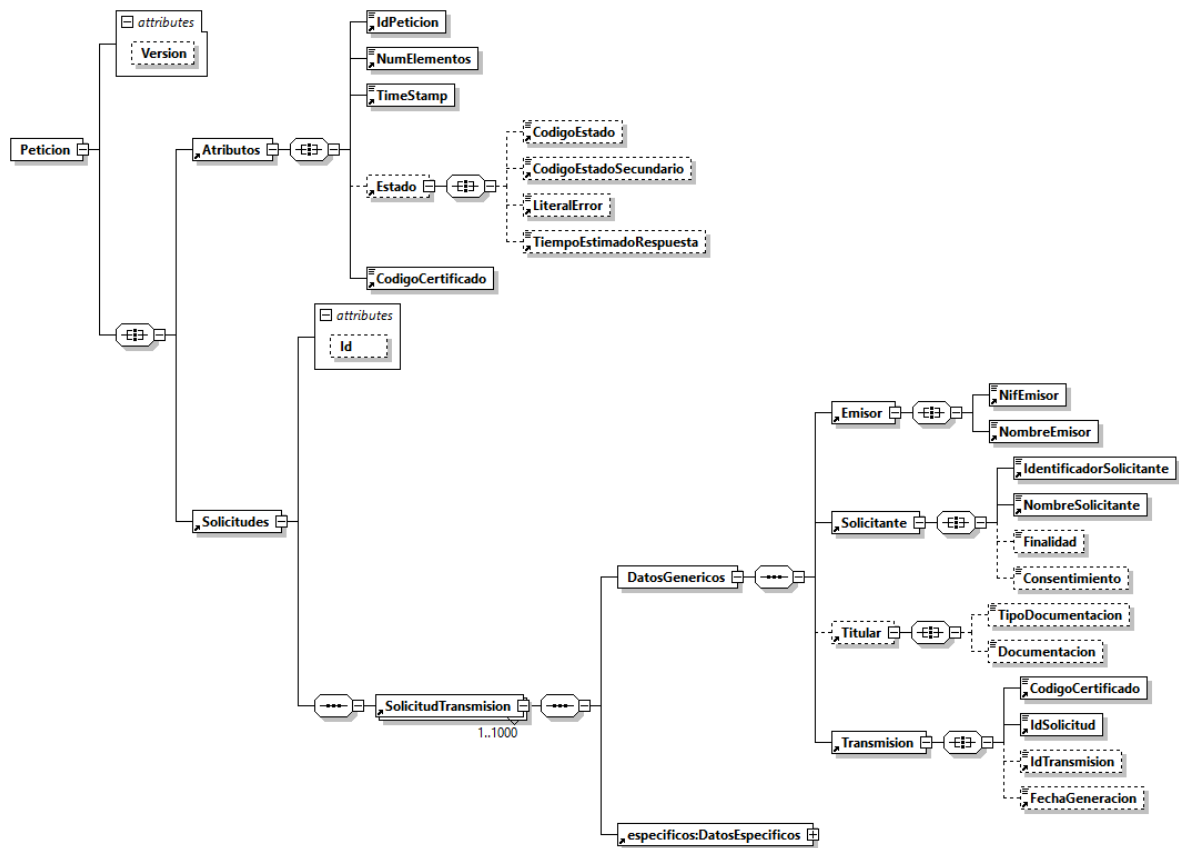 attributes
Version
Peticion
Atributos
IdPeticion
NumElementos
TimeStamp
Estado
CodigoEstado
CodigoEstadoSecundario
LiteralError
TiempoEstimadoRespuesta
CodigoCertificado
attributes
Id
Solicitudes
SolicitudTransmision
1..1000
DatosGenericos
Emisor
NifEmisor
NombreEmisor
Solicitante
IdentificadorSolicitante
NombreSolicitante
Finalidad
Consentimiento
Titular
TipoDocumentacion
Documentacion
Transmision
CodigoCertificado
IdSolicitud
IdTransmision
FechaGeneracion
especificos:DatosEspecificos